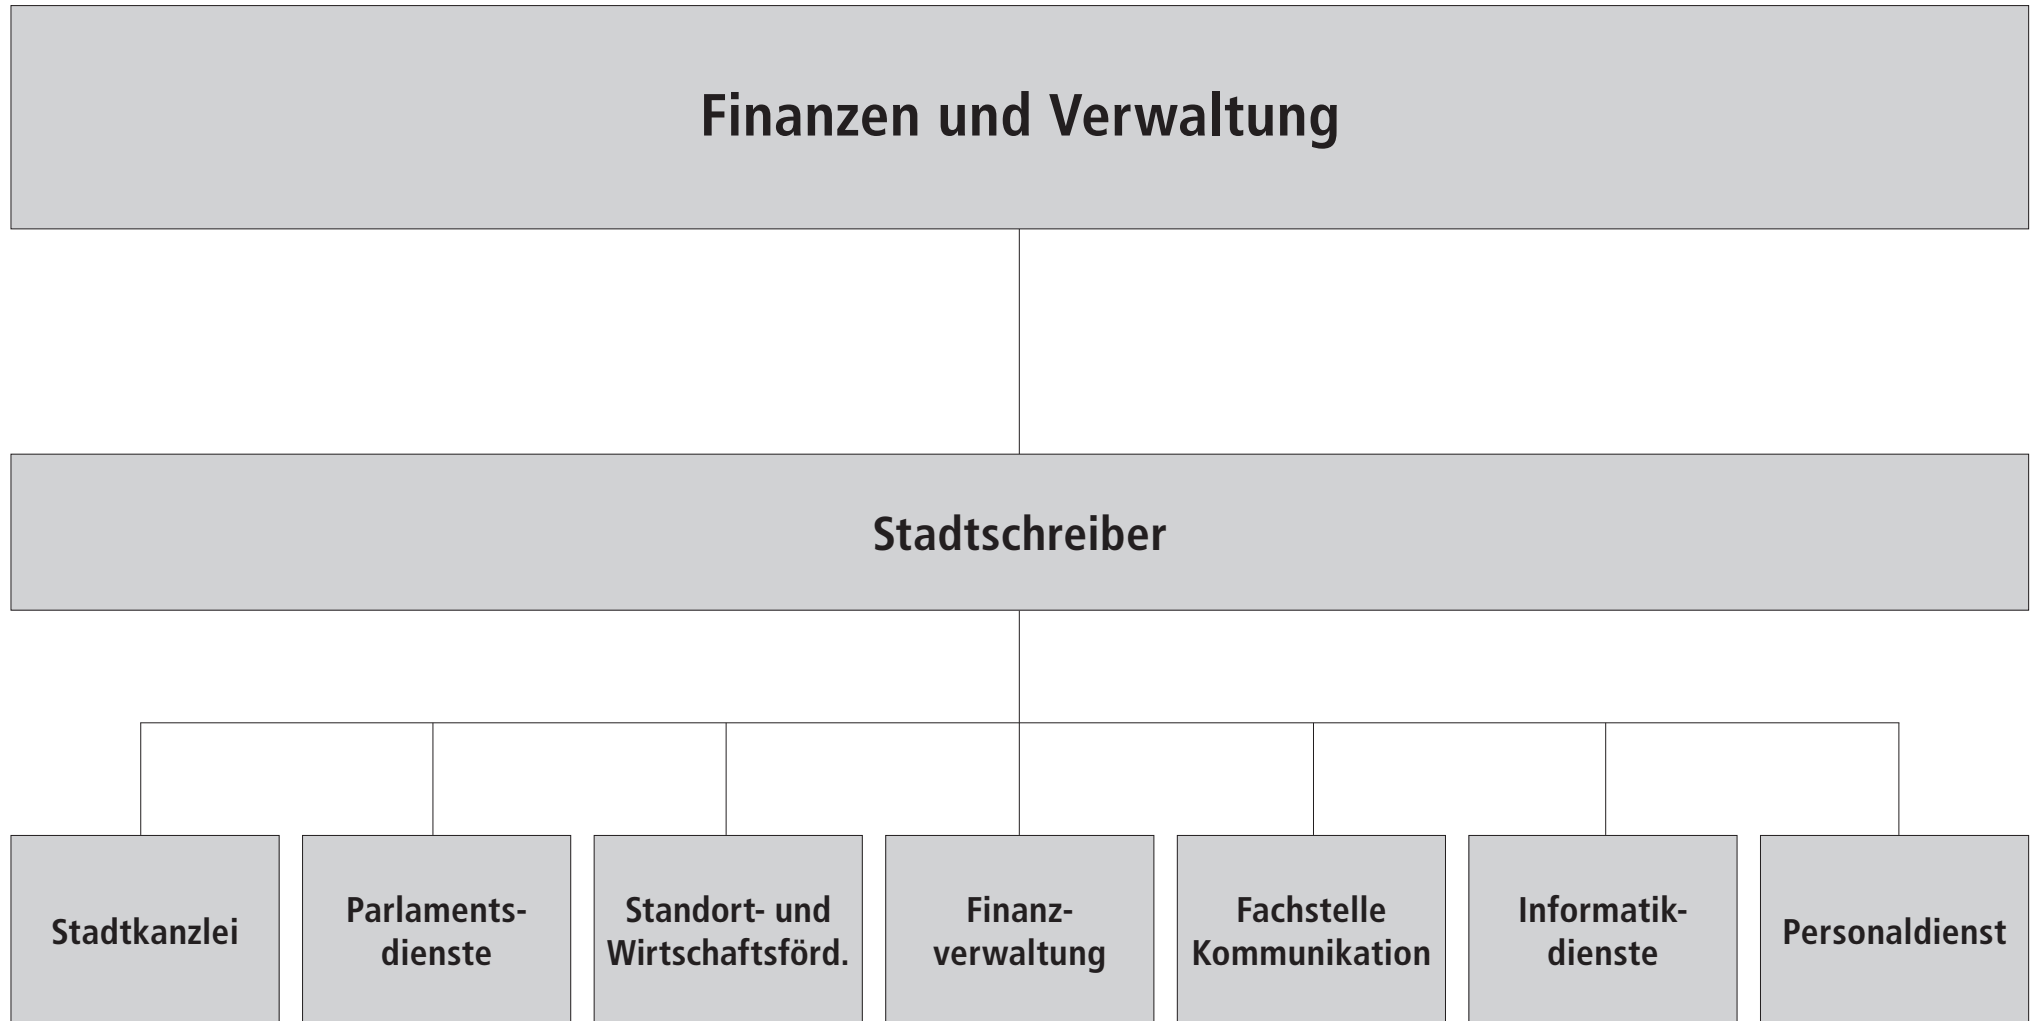 Finanzen und Verwaltung
Stadtschreiber
Stadtkanzlei
Parlaments-
dienste
Standort- und
Wirtschaftsförd.
Finanz-
verwaltung
Fachstelle
Kommunikation
Informatik-
dienste
Personaldienst